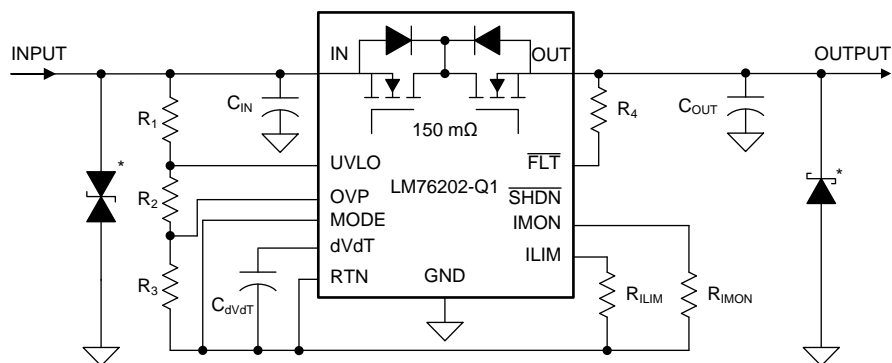 INPUT
IN
OUT
OUTPUT
R1
CIN
150 mΩ
R4
COUT
*
UVLO
FLT
R2
OVP
LM76202-Q1
SHDN
*
MODE
IMON
dVdT
ILIM
R3
CdVdT
RTN
GND
RILIM
RIMON